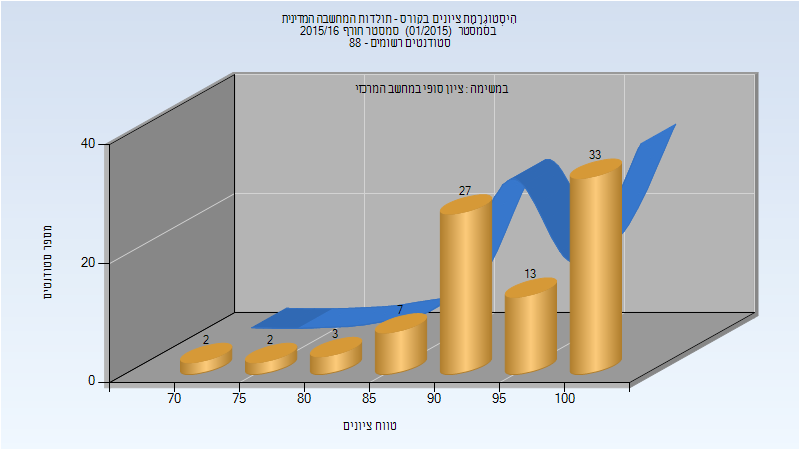 היסטוגרמת ציונים בקורס - תולדות המחשבה המדינית
בסמסטר (01/2015) סמסטר חורף 2015/16
סטודנטים רשומים - 88
במשימה : ציון סופי במחשב המרכזי
40
20
0
מספר סטודנטים
2
2
3
7
27
13
33
70
75
80
85
90
95
100
טווח ציונים